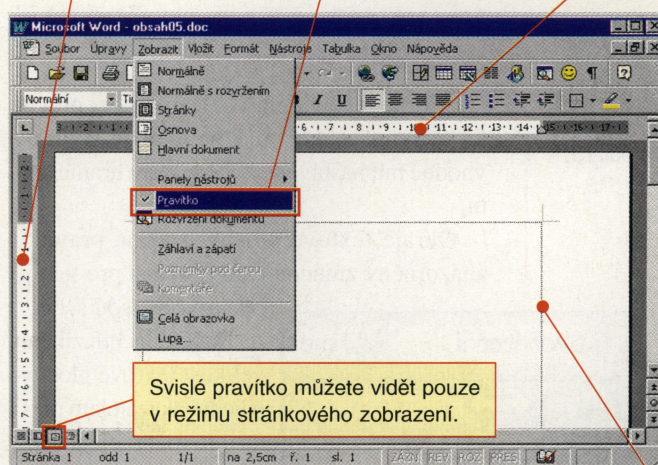 Microsoft Word - obsah05.doc
Soubor Úpravy Zobrazit Vložit Formát Nástroje Tabulka Okno Nápověda
Normální
Normálně
Normálně s rozvržením
Stránky
Osnova
Hlavní dokument
Panely nástrojů
Pravítko
Rozvržení dokumentu
Záhlaví a zápatí
Poznámky pod čarou
Komentáře
Celá obrazovka
Lupa...
Svislé pravítko můžete vidět pouze
v režimu stránkového zobrazení.
Stránka 1 odd 1 1/1 na 2,5cm ř. 1 sl. 1 ZÁZN REV ROZ PŘES